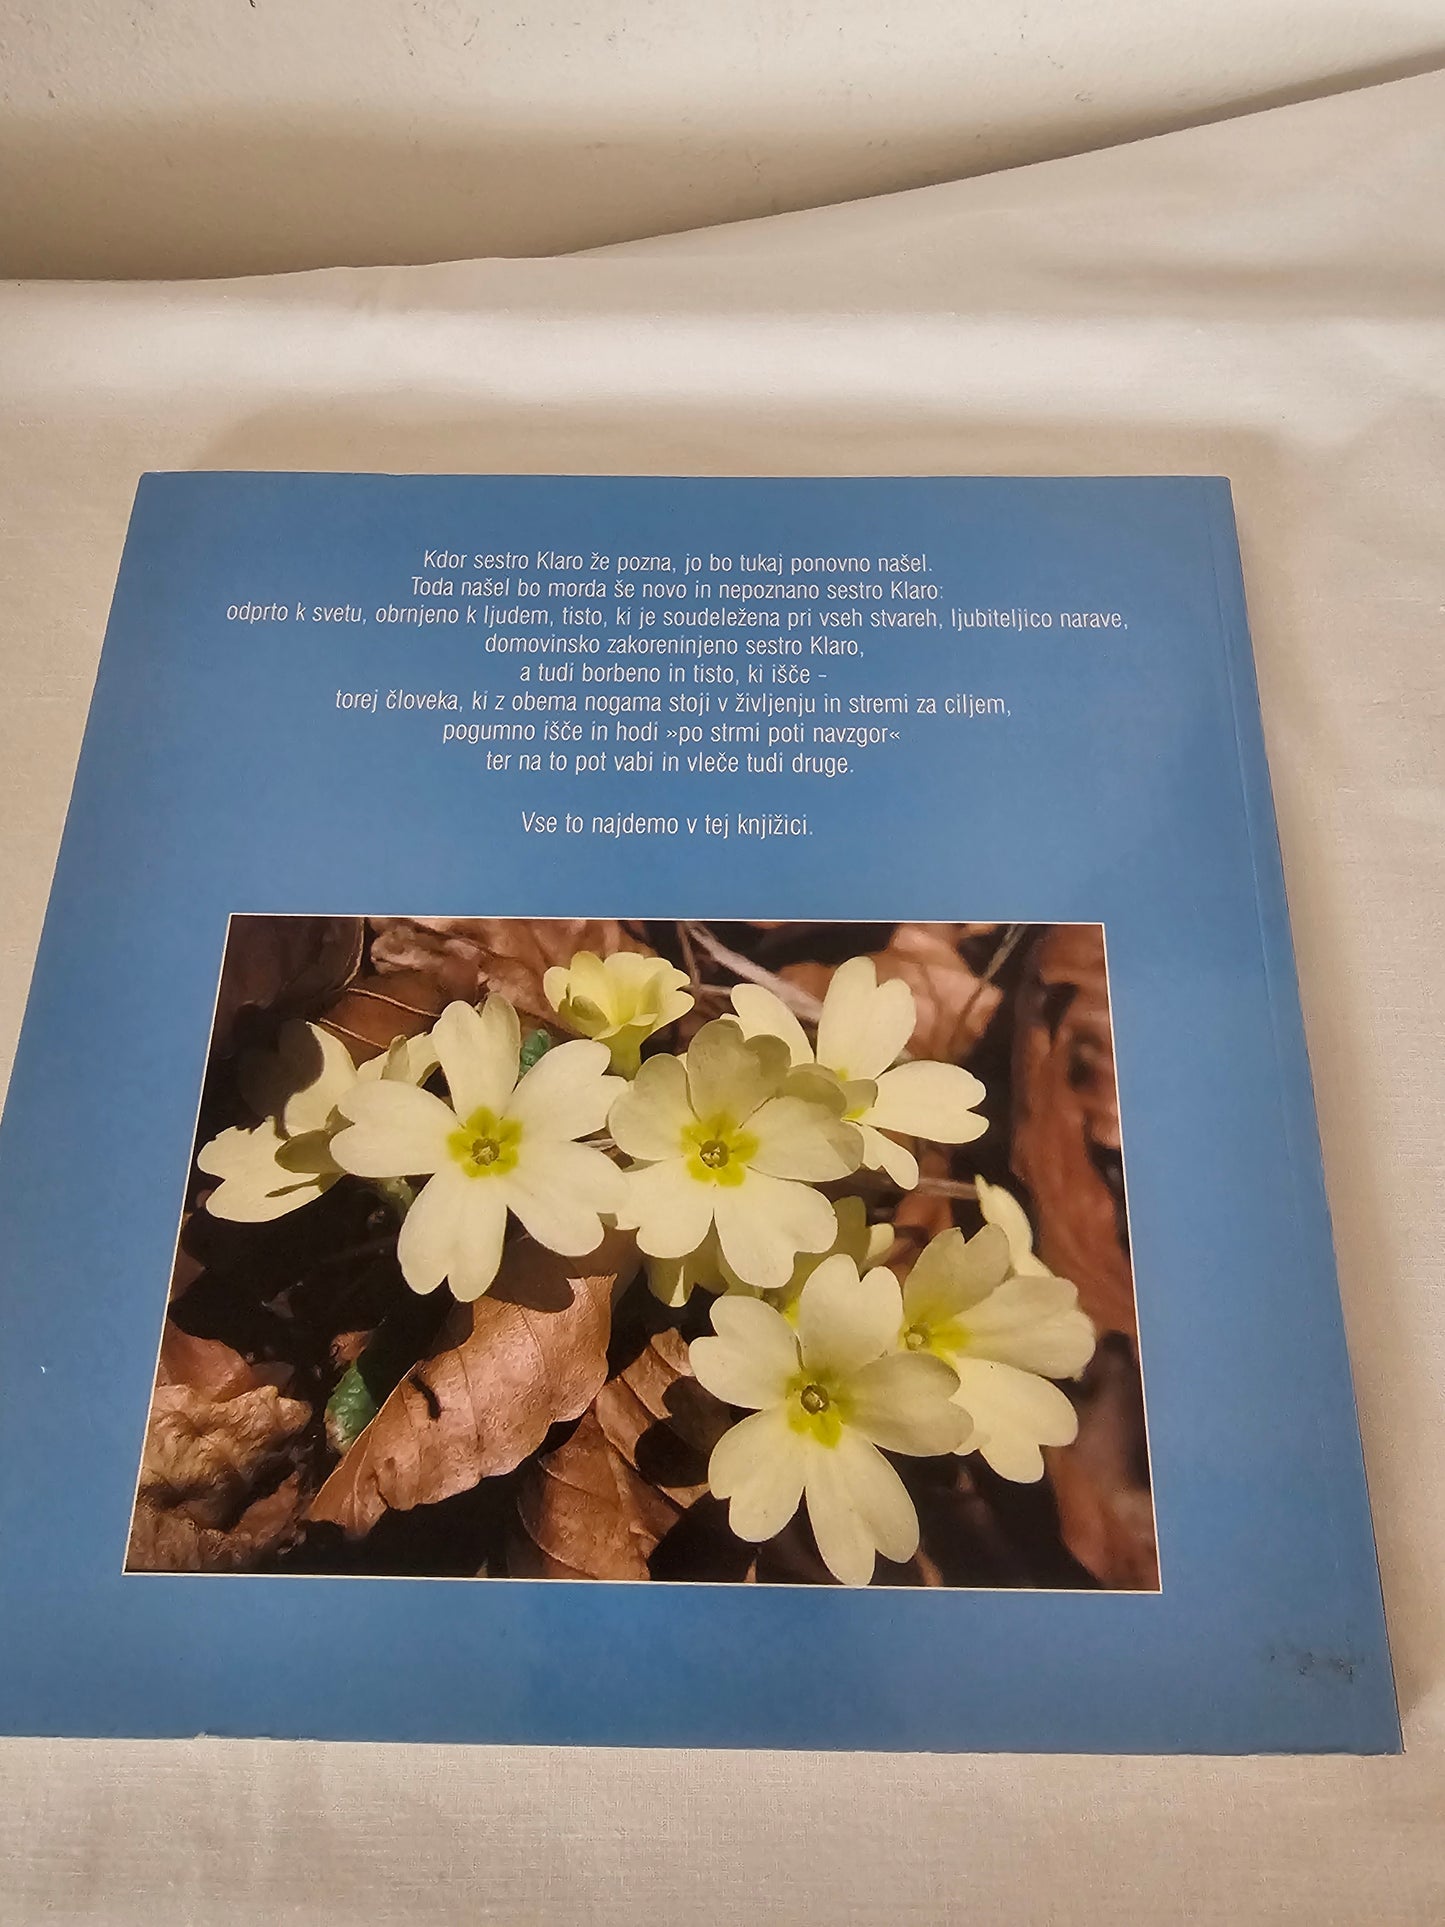 Kdor sestro Klaro že pozna, jo bo tukaj ponovno našel.
Toda našel bo morda še novo in nepoznano sestro Klaro:
odprto k svetu, obrnjeno k ljudem, tisto, ki je soudeležena pri vseh stvareh, ljubiteljico narave,
domovinsko zakoreninjeno sestro Klaro,
a tudi borbeno in tisto, ki išče -
torej človeka, ki z obema nogama stoji v življenju in stremi za ciljem,
pogumno išče in hodi »po strmi poti navzgor«
ter na to pot vabi in vleče tudi druge.
Vse to najdemo v tej knjižici.